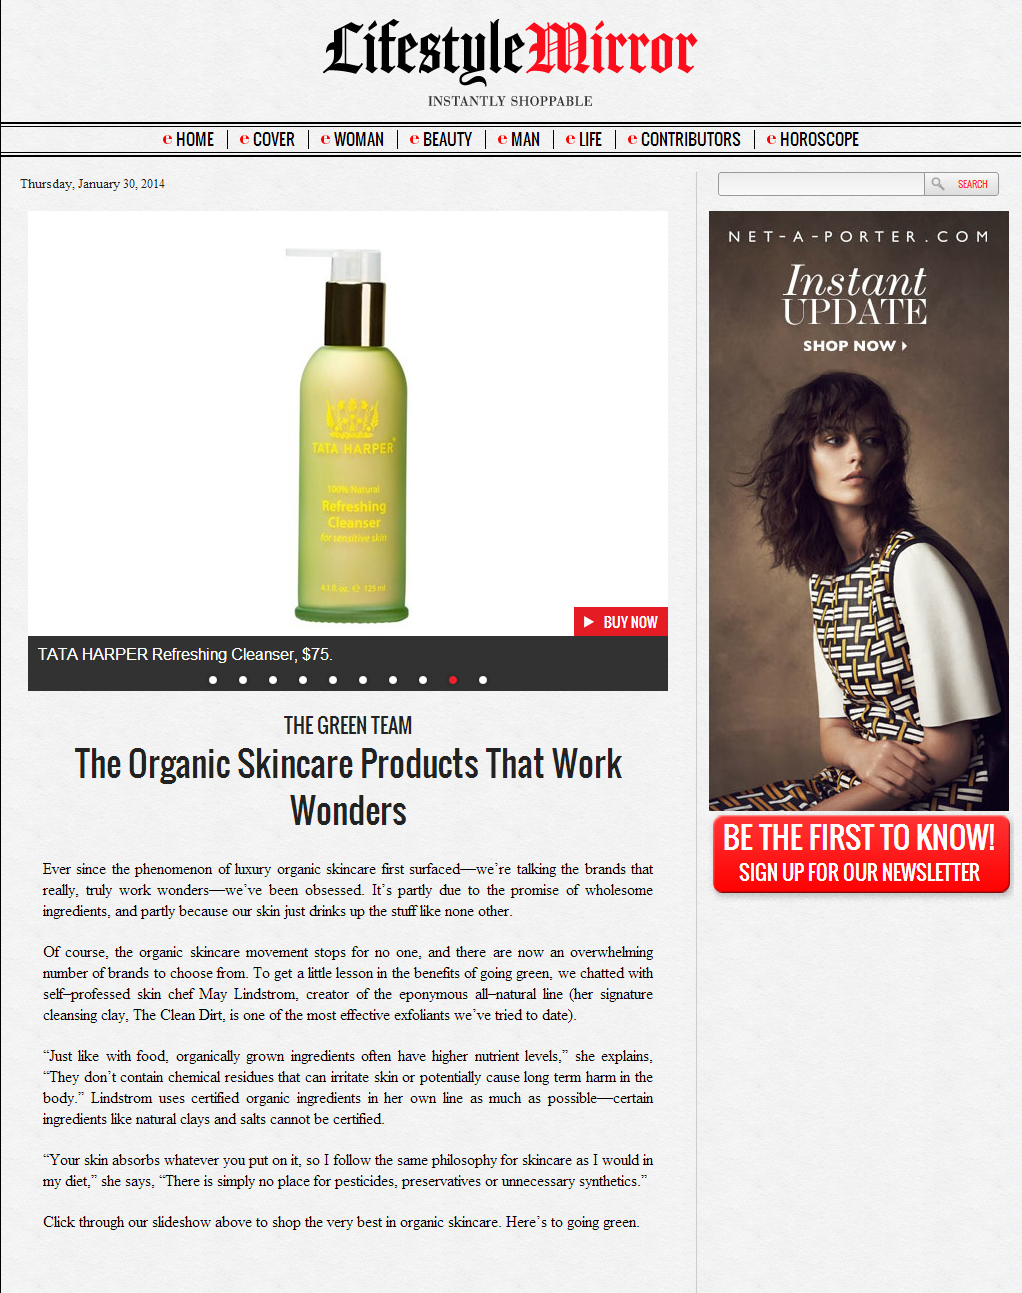 LifestyleMirror
INSTANTLY SHOPPABLE
HOME
COVER
WOMAN
BEAUTY
MAN
LIFE
CONTRIBUTORS
HOROSCOPE
Thursday, January 30, 2014
SEARCH
TATA HARPER
100% Natural
Refreshing
Cleanser
for sensitive skin
4.1 fl. oz. ℮ 125 ml
BUY NOW
TATA HARPER Refreshing Cleanser, $75.
THE GREEN TEAM
The Organic Skincare Products That Work
Wonders
Ever since the phenomenon of luxury organic skincare first surfaced—we’re talking the brands that
really, truly work wonders—we’ve been obsessed. It’s partly due to the promise of wholesome
ingredients, and partly because our skin just drinks up the stuff like none other.
Of course, the organic skincare movement stops for no one, and there are now an overwhelming
number of brands to choose from. To get a little lesson in the benefits of going green, we chatted with
self–professed skin chef May Lindstrom, creator of the eponymous all–natural line (her signature
cleansing clay, The Clean Dirt, is one of the most effective exfoliants we’ve tried to date).
“Just like with food, organically grown ingredients often have higher nutrient levels,” she explains,
“They don’t contain chemical residues that can irritate skin or potentially cause long term harm in the
body.” Lindstrom uses certified organic ingredients in her own line as much as possible—certain
ingredients like natural clays and salts cannot be certified.
“Your skin absorbs whatever you put on it, so I follow the same philosophy for skincare as I would in
my diet,” she says, “There is simply no place for pesticides, preservatives or unnecessary synthetics.”
Click through our slideshow above to shop the very best in organic skincare. Here’s to going green.
NET-A-PORTER.COM
Instant
UPDATE
SHOP NOW
BE THE FIRST TO KNOW!
SIGN UP FOR OUR NEWSLETTER